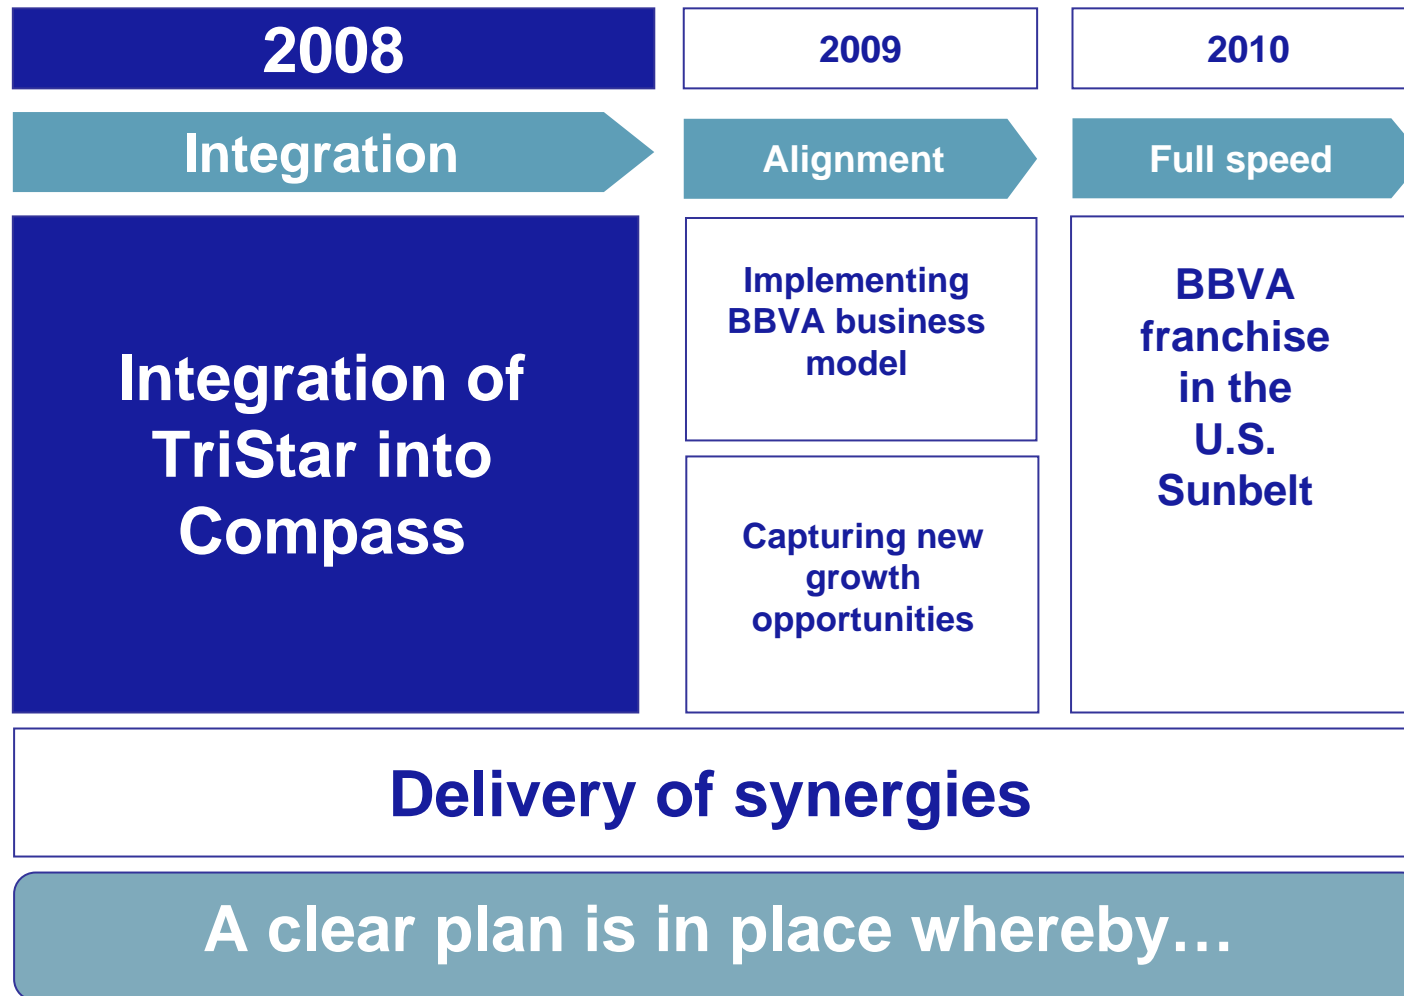 2008
2009
2010
Integration
Alignment
Full speed
Integration of
TriStar into
Compass
Implementing
BBVA business
model
Capturing new
growth
opportunities
BBVA
franchise
in the
U.S.
Sunbelt
Delivery of synergies
A clear plan is in place whereby…